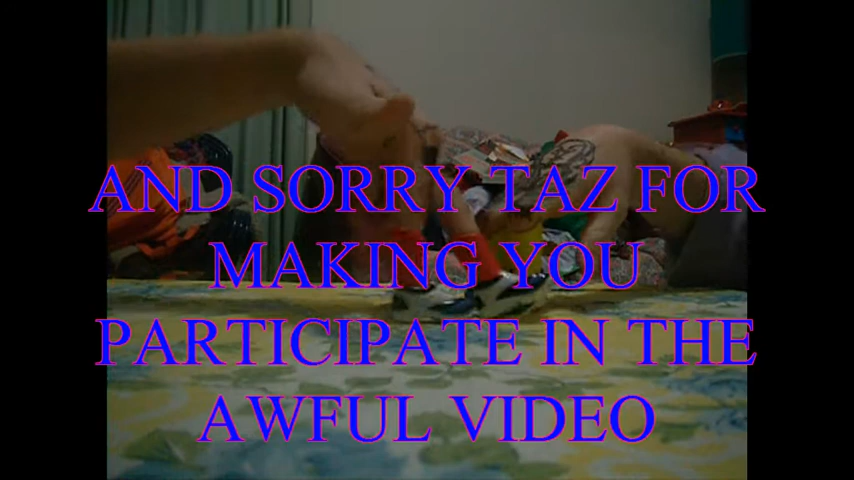 AND SORRY TAZ FOR
MAKING YOU
PARTICIPATE IN THE
AWFUL VIDEO